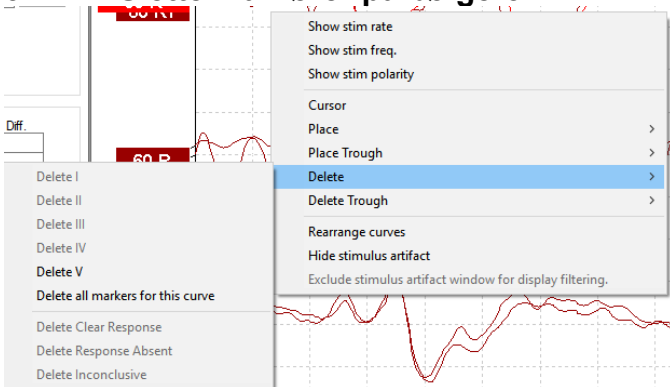 Show stim rate
Show stim freq.
Show stim polarity
Cursor
Diff.
Place
Place Trough
Delete
Delete Trough
Rearrange curves
Hide stimulus artifact
Exclude stimulus artifact window for display filtering.
Delete I
Delete II
Delete III
Delete IV
Delete V
Delete all markers for this curve
Delete Clear Response
Delete Response Absent
Delete Inconclusive